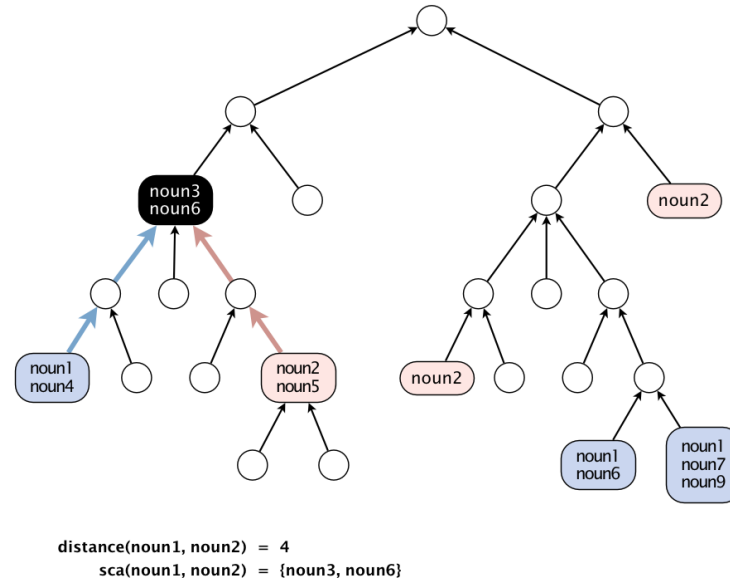 noun3
noun6
noun2
noun1
noun4
noun2
noun5
noun2
noun1
noun6
noun1
noun7
noun9
distance(noun1, noun2) = 4
sca(noun1, noun2) = {noun3, noun6}